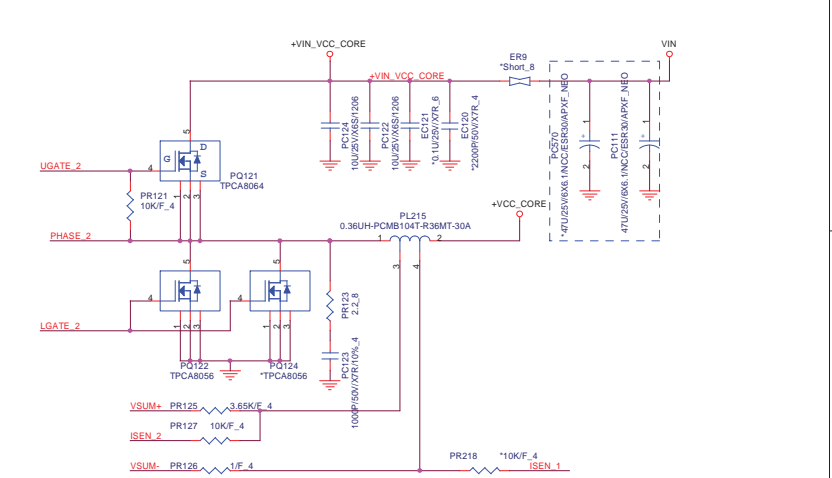 +VIN_VCC_CORE
VIN
ER9
*Short_8
+VIN_VCC_CORE
PC124
10U/25V/X6S/1206
PC122
10U/25V/X6S/1206
EC121
*0.1U/25V/X7R_6
EC120
*2200P/50V/X7R_4
PC570
*47U/25V/6X6.1/NCC/ESR30/APXF_NEO
1
2
+
PC111
47U/25V/6X6.1/NCC/ESR30/APXF_NEO
1
2
+
5
D
G
S
UGATE_2
4
PQ121
TPCA8064
1
2
3
PR121
10K/F_4
PHASE_2
PL215
0.36UH-PCMB104T-R36MT-30A
1
2
3
4
+VCC_CORE
5
4
1
2
3
5
4
1
2
3
LGATE_2
PR123
2.2_8
PC123
1000P/50V/X7R/10%_4
PQ122
TPCA8056
PQ124
*TPCA8056
VSUM+ PR125 3.65K/F_4
PR127 10K/F_4
ISEN_2
VSUM- PR126 1/F_4
PR218 *10K/F_4
ISEN_1